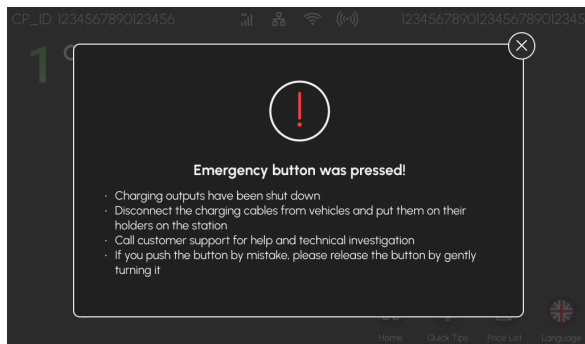 CP_ID: 1234567890123456
1234567890123456789012345
1
Emergency button was pressed!
· Charging outputs have been shut down
· Disconnect the charging cables from vehicles and put them on their
holders on the station
· Call customer support for help and technical investigation
· If you push the button by mistake, please release the button by gently
turning it
Home
Quick Tips
Price List
Language